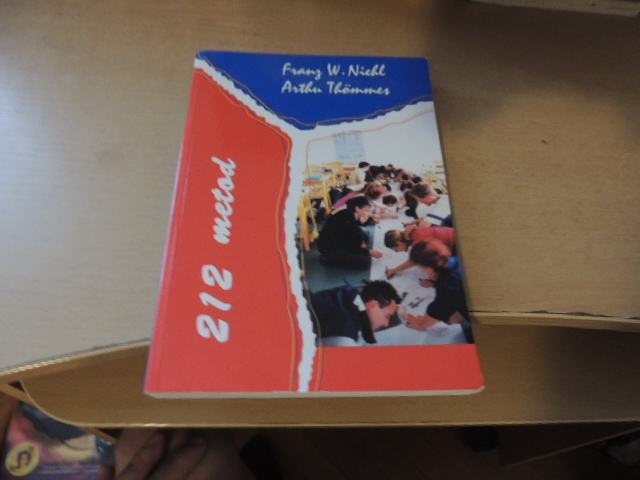 Franz W. Niehl
Arthu Thömmes
212 metod